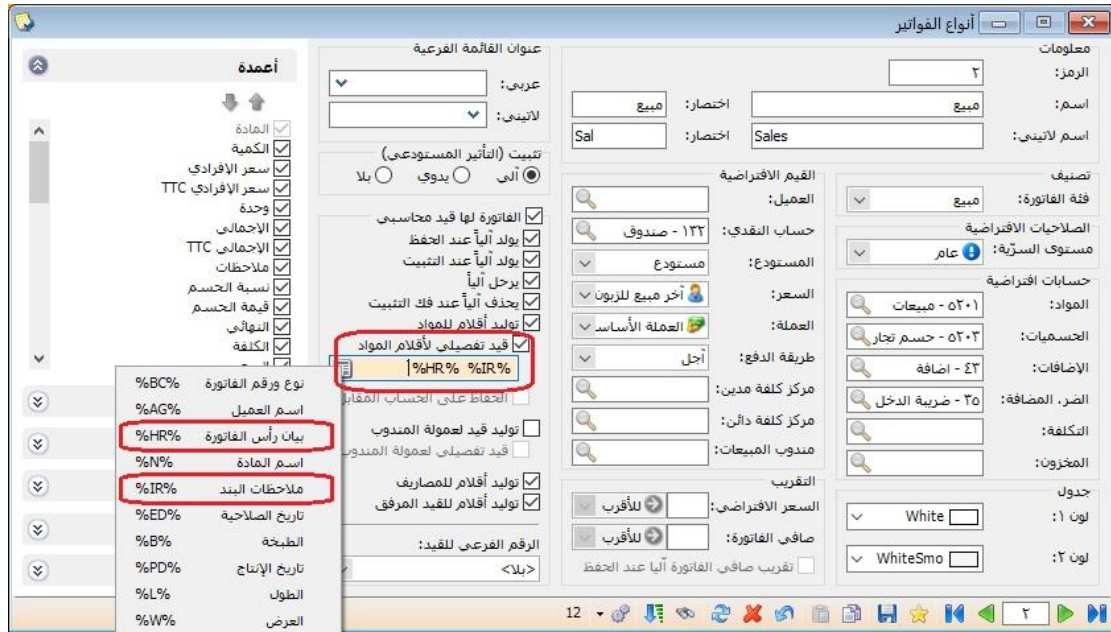 أنواع الفواتير
معلومات
الرمز: ٢
اسم: مبيع اختصار: مبيع
اسم لاتيني: Sales اختصار: Sal
تصنيف
فئة الفاتورة: مبيع
الصلاحيات الافتراضية
مستوى السرّية: عام
حسابات افتراضية
المواد: ٥٢٠١ - مبيعات
الحسميات: ٥٢٠٢ - حسم تجار
الإضافات: ٤٣ - اضافة
الضر. المضافة: ٣٥ - ضريبة الدخل
التكلفة:
المخزون:
جدول
لون ١: White
لون ٢: WhiteSmo
القيم الافتراضية
العميل:
حساب النقدي: ١٣٢ - صندوق
المستودع: مستودع
السعر: آخر مبيع للزبون
العملة: العملة الأساس
طريقة الدفع: آجل
مركز كلفة مدين:
مركز كلفة دائن:
مندوب المبيعات:
التقريب
السعر الافتراضي: للأقرب
صافي الفاتورة: للأقرب
تقريب صافي الفاتورة آليا عند الحفظ
عنوان القائمة الفرعية
عربي:
لاتيني:
تثبيت (التأثير المستودعي)
آلي يدوي بلا
الفاتورة لها قيد محاسبي
يولد آلياً عند الحفظ
يولد آلياً عند التثبيت
يرحل آلياً
يحذف آلياً عند فك التثبيت
توليد أقلام للمواد
قيد تفصيلي لأقلام المواد
%HR% %IR%
الحفاظ على الحساب المقابل
توليد قيد لعمولة المندوب
قيد تفصيلي لعمولة المندوب
توليد أقلام للمصاريف
توليد أقلام للقيد المرفق
الرقم الفرعي للقيد:
<بلا>
أعمدة
المادة
الكمية
سعر الإفرادي
سعر الإفرادي TTC
وحدة
الإجمالي
الإجمالي TTC
ملاحظات
نسبة الحسم
قيمة الحسم
النهائي
الكلفة
نوع ورقم الفاتورة %BC%
اسم العميل %AG%
بيان رأس الفاتورة %HR%
اسم المادة %N%
ملاحظات البند %IR%
تاريخ الصلاحية %ED%
الطبخة %B%
تاريخ الإنتاج %PD%
الطول %L%
العرض %W%
12
٢